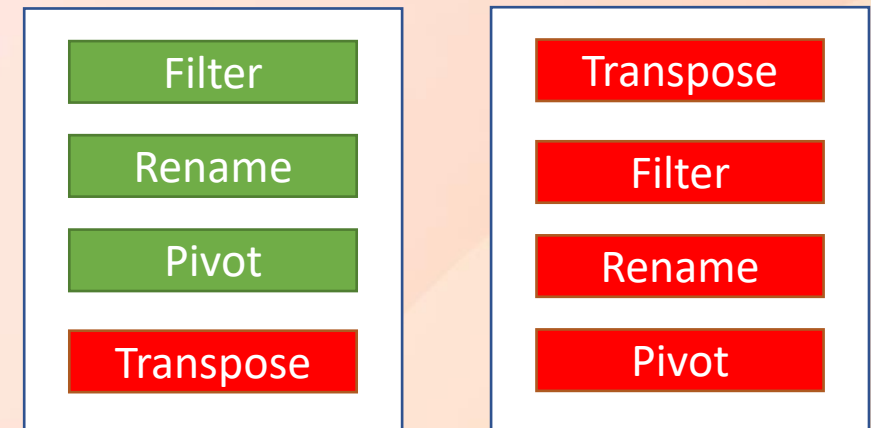 Filter
Rename
Pivot
Transpose
Transpose
Filter
Rename
Pivot